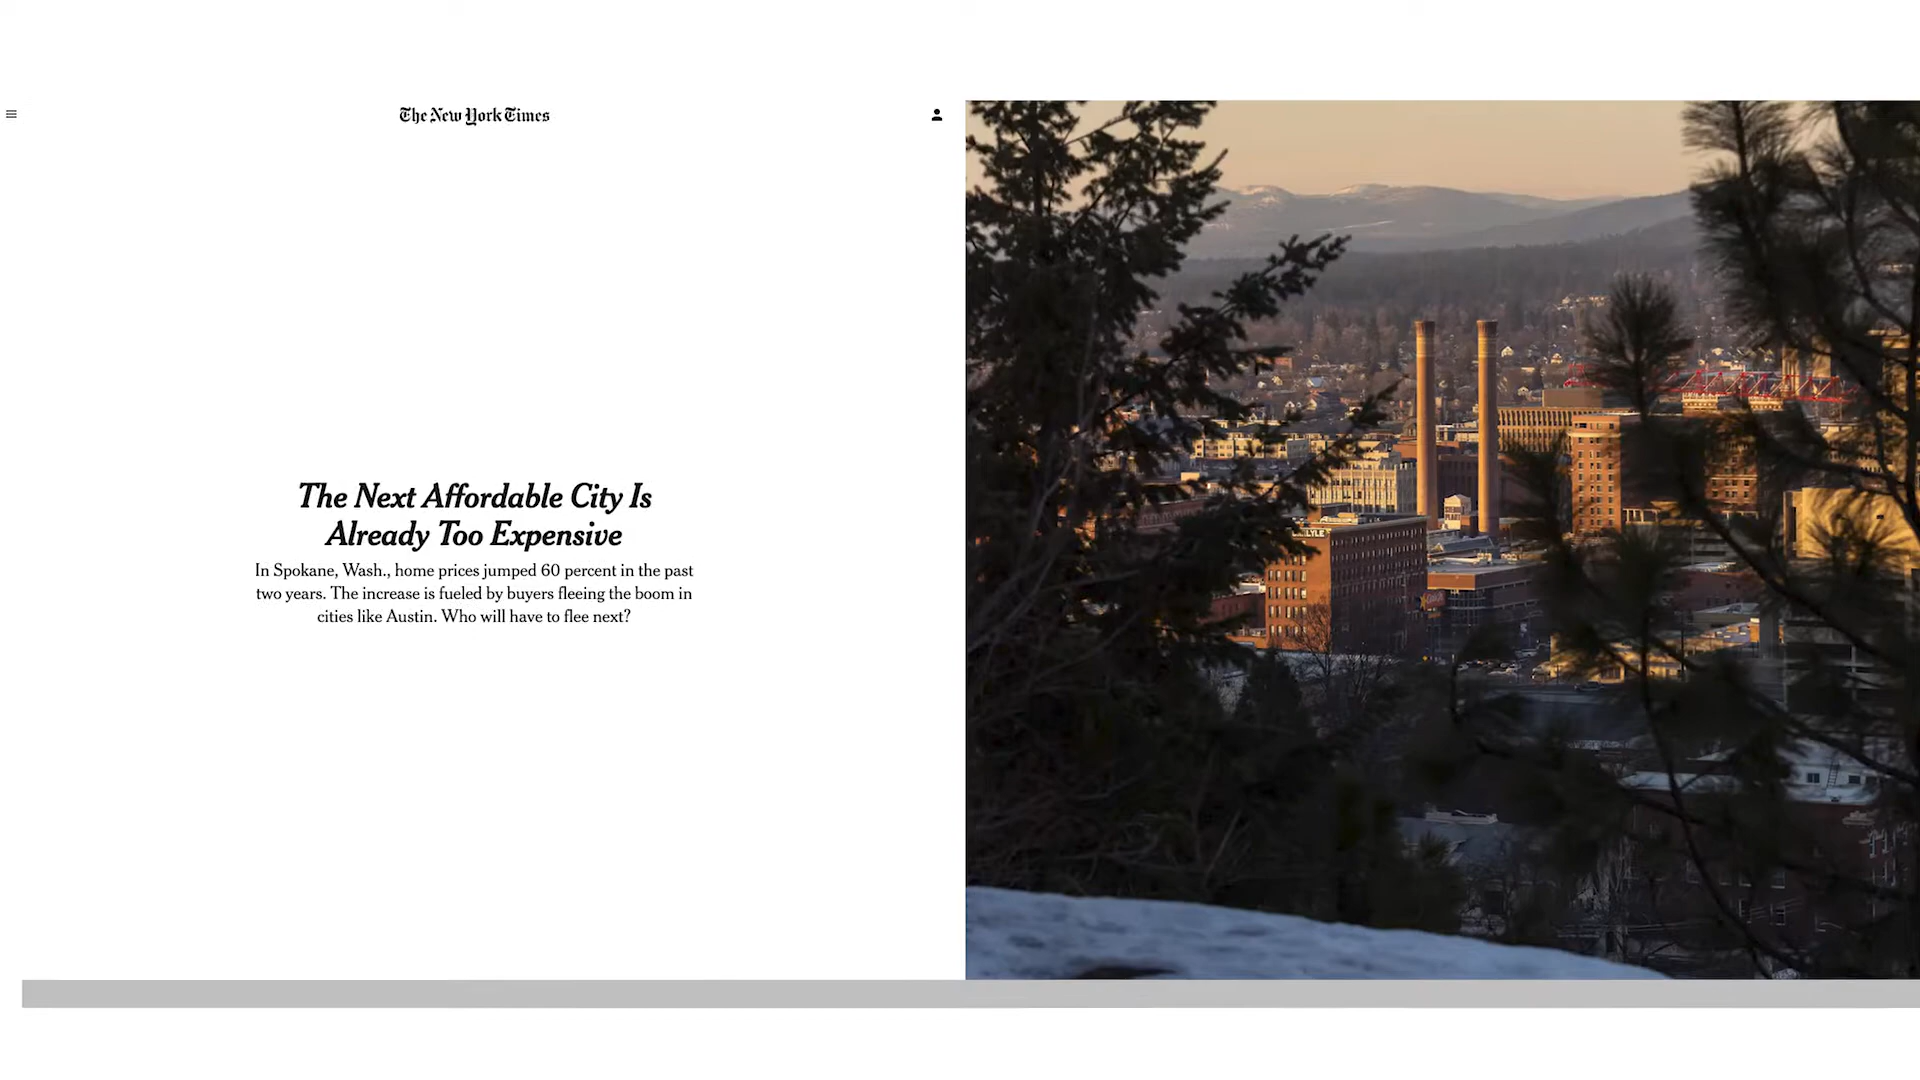 The New York Times
The Next Affordable City Is
Already Too Expensive
In Spokane, Wash., home prices jumped 60 percent in the past
two years. The increase is fueled by buyers fleeing the boom in
cities like Austin. Who will have to flee next?
LYLE